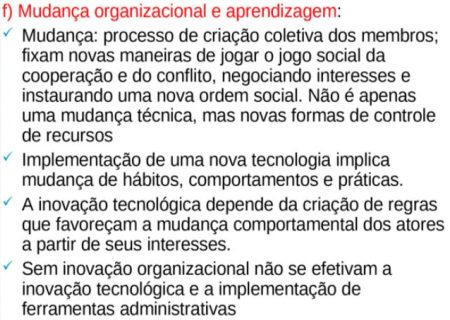 f) Mudança organizacional e aprendizagem:
✓ Mudança: processo de criação coletiva dos membros;
fixam novas maneiras de jogar o jogo social da
cooperação e do conflito, negociando interesses e
instaurando uma nova ordem social. Não é apenas
uma mudança técnica, mas novas formas de controle
de recursos
✓ Implementação de uma nova tecnologia implica
mudança de hábitos, comportamentos e práticas.
✓ A inovação tecnológica depende da criação de regras
que favoreçam a mudança comportamental dos atores
a partir de seus interesses.
✓ Sem inovação organizacional não se efetivam a
inovação tecnológica e a implementação de
ferramentas administrativas